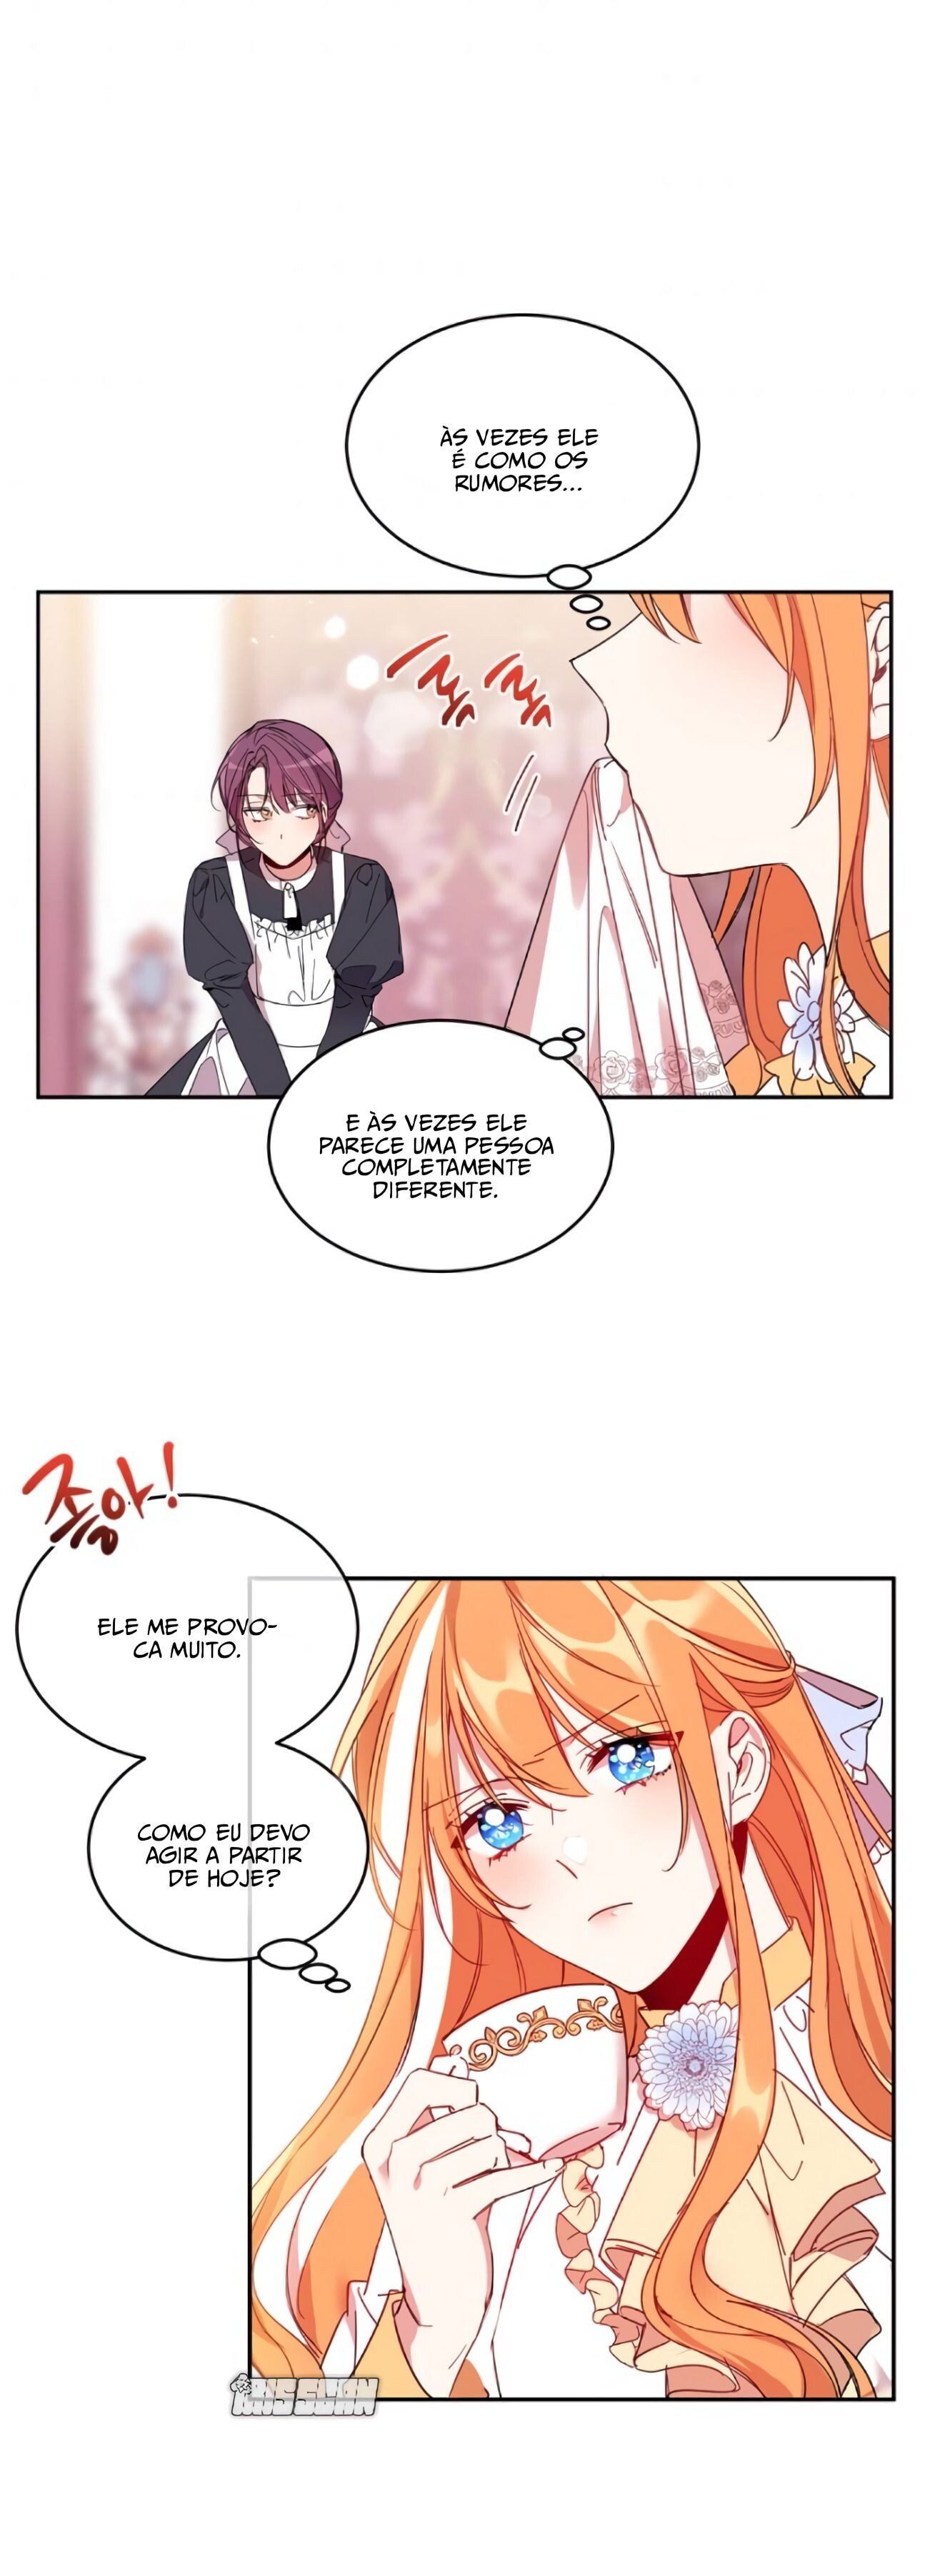 ÀS VEZES ELE
É COMO OS
RUMORES...
E ÀS VEZES ELE
PARECE UMA PESSOA
COMPLETAMENTE
DIFERENTE.
좋아!
ELE ME PROVO-
CA MUITO.
COMO EU DEVO
AGIR A PARTIR
DE HOJE?